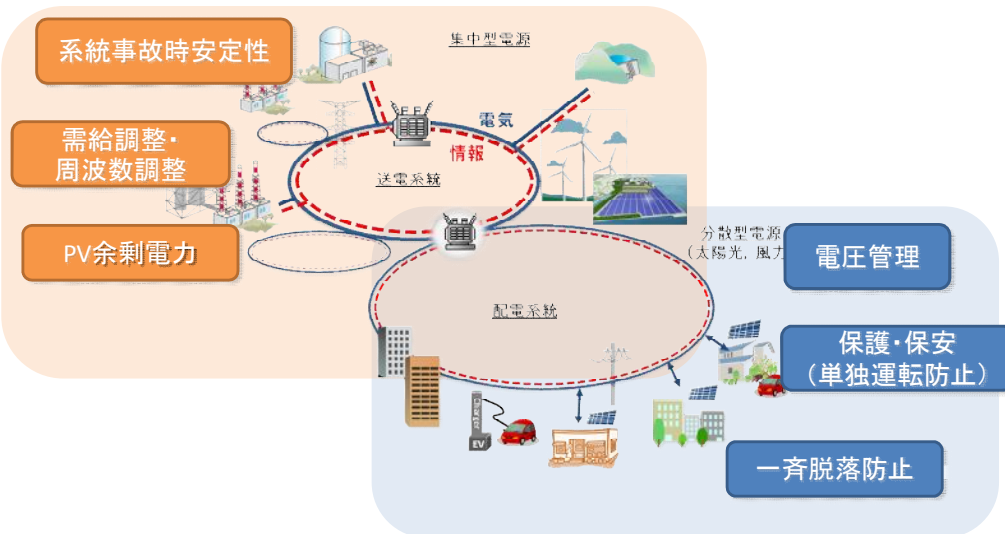 系統事故時安定性
集中型電源
需給調整・
周波数調整
電気
情報
送電系統
PV余剰電力
分散型電源
(太陽光, 風力
電圧管理
配電系統
保護・保安
（単独運転防止）
EV
一斉脱落防止